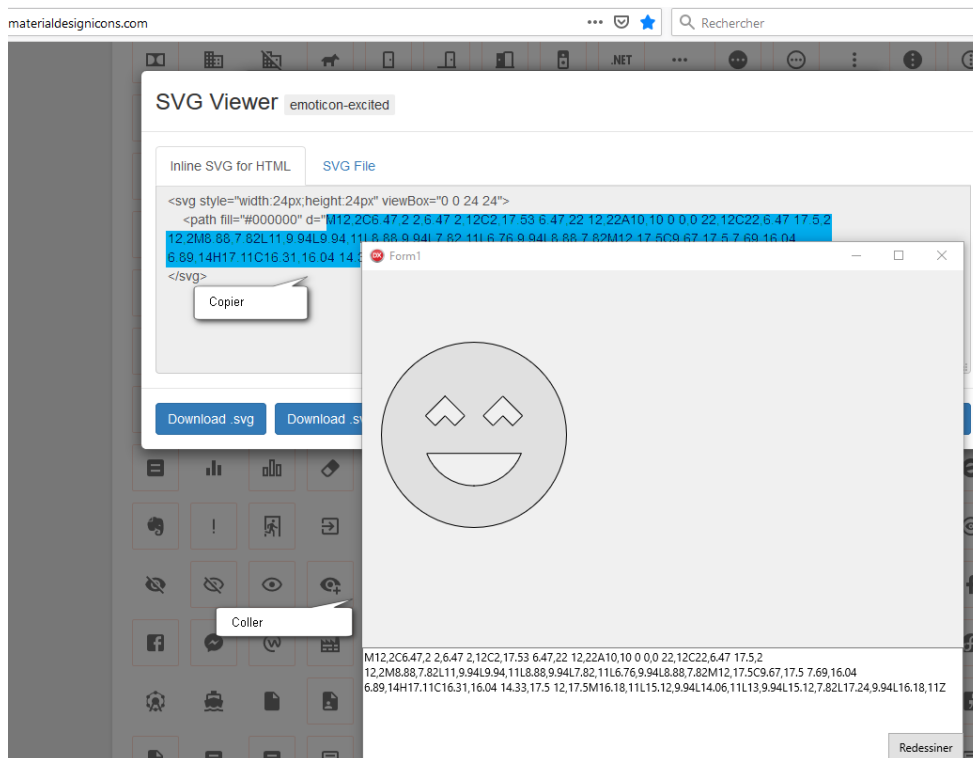 materialdesignicons.com
Rechercher
.NET
SVG Viewer emoticon-excited
Inline SVG for HTML
SVG File
<svg style="width:24px;height:24px" viewBox="0 0 24 24">
<path fill="#000000" d="M12,2C6.47,2 2,6.47 2,12C2,17.53 6.47,22 12,22A10,10 0 0,0 22,12C22,6.47 17.5,2
12,2M8.88,7.82L11,9.94L9.94,11L8.88,9.94L7.82,11L6.76,9.94L8.88,7.82M12,17.5C9.67,17.5 7.69,16.04
6.89,14H17.11C16.31,16.04 14.3
</svg>
Form1
Copier
Download .svg
Download .sv
Coller
M12,2C6.47,2 2,6.47 2,12C2,17.53 6.47,22 12,22A10,10 0 0,0 22,12C22,6.47 17.5,2
12,2M8.88,7.82L11,9.94L9.94,11L8.88,9.94L7.82,11L6.76,9.94L8.88,7.82M12,17.5C9.67,17.5 7.69,16.04
6.89,14H17.11C16.31,16.04 14.33,17.5 12,17.5M16.18,11L15.12,9.94L14.06,11L13,9.94L15.12,7.82L17.24,9.94L16.18,11Z
Redessiner